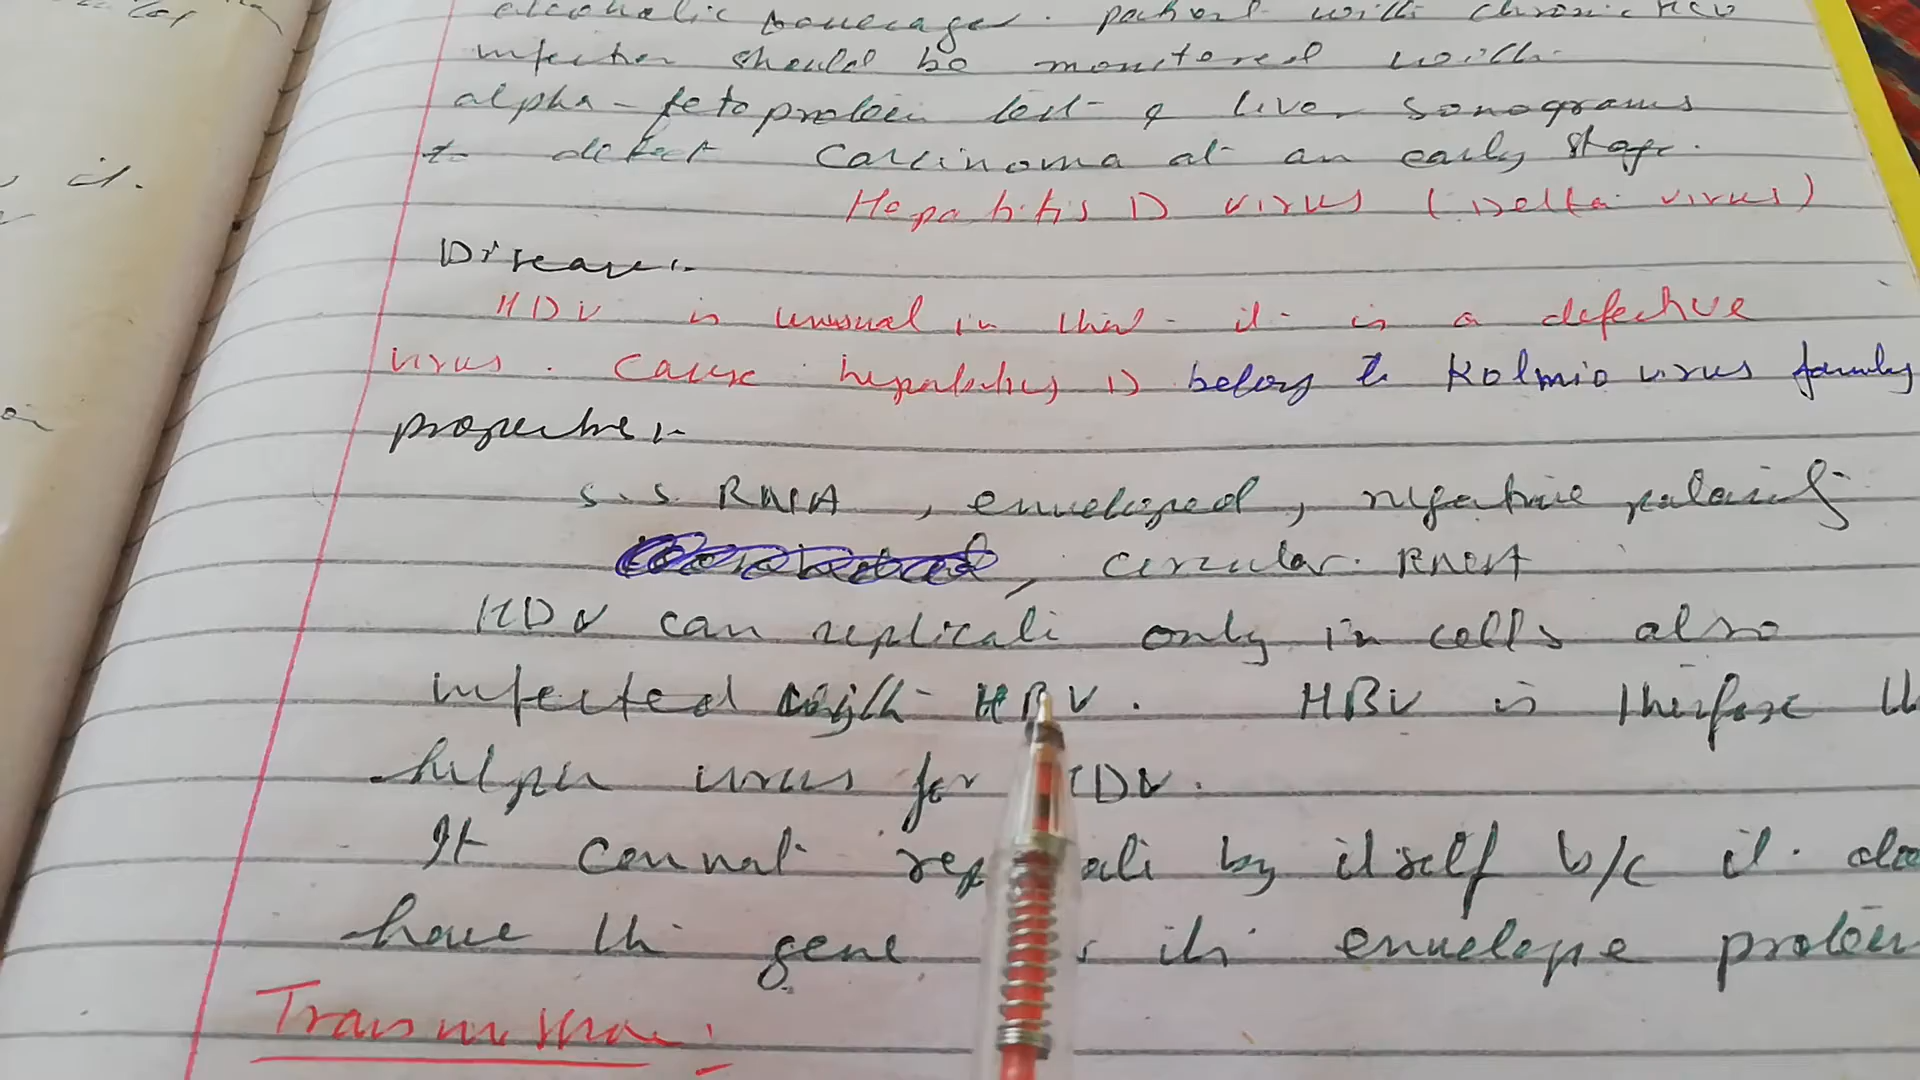 alcoholic beverages. patient with chronic HCV
infection should be monitored with
alpha-fetoprotein test & liver sonograms
to detect carcinoma at an early stage.
Hepatitis D virus (Delta virus)
Disease:-
HDV is unusual in that it is a defective
virus. Cause hepatitis D belong to Kolmio virus family
properties:-
S.S RNA, enveloped, negative polarity
, circular RNA
HDV can replicate only in cells also
infected with HBV. HBV is therefore th
helper virus for HDV.
It cannot replicate by itself b/c it does
have the gene its envelope protein
Transmission: